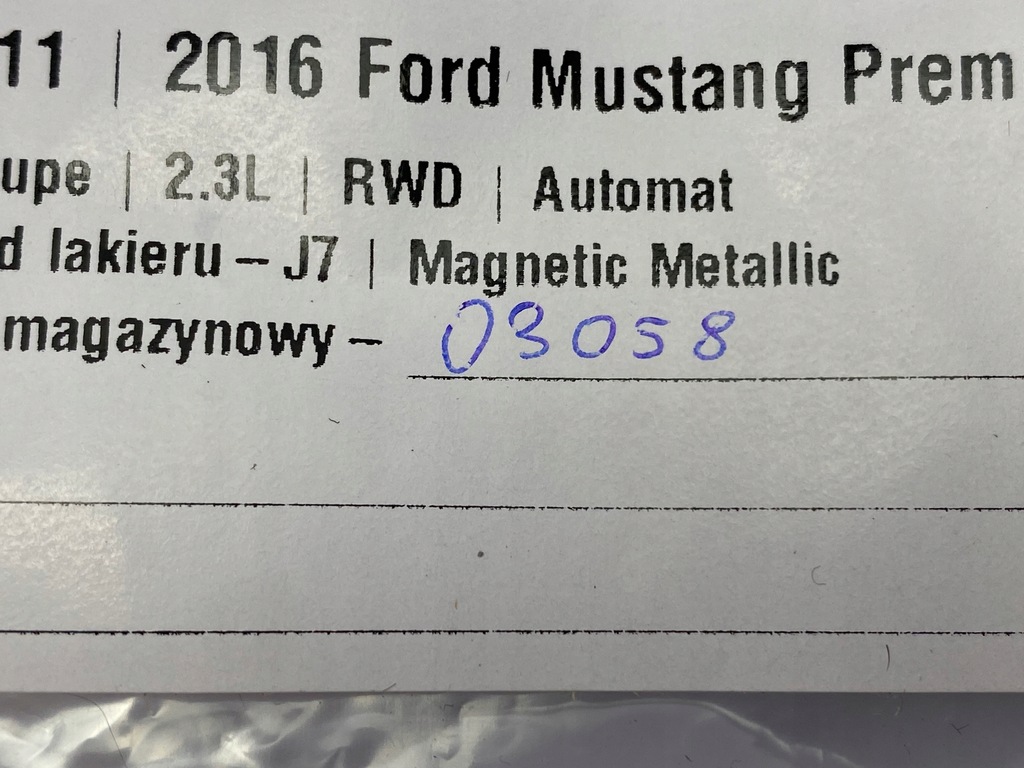 11 | 2016 Ford Mustang Prem
upe | 2.3L | RWD | Automat
d lakieru – J7 | Magnetic Metallic
magazynowy – 03058